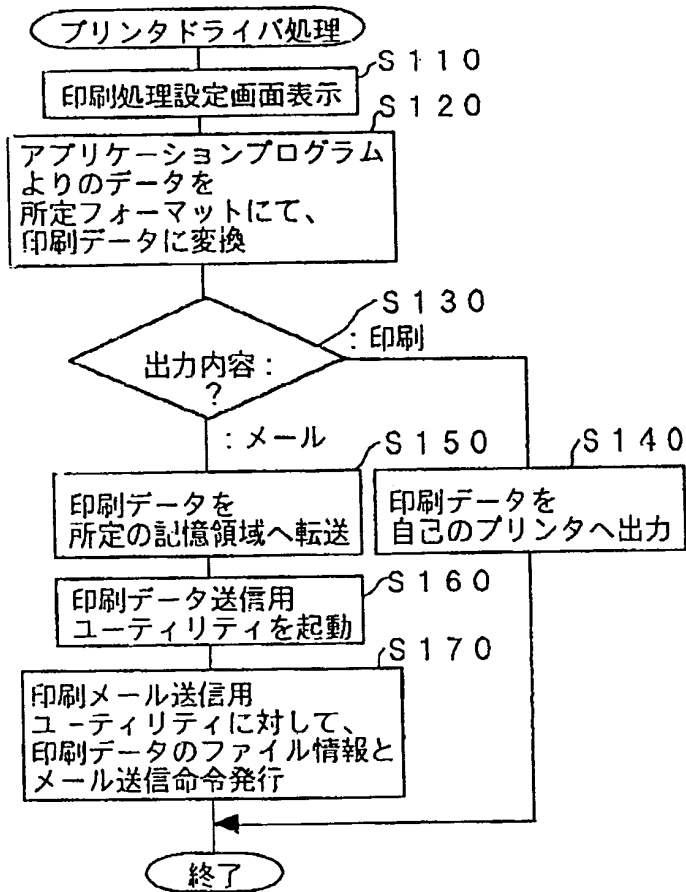 プリンタドライバ処理
S110
印刷処理設定画面表示
S120
アプリケーションプログラム
よりのデータを
所定フォーマットにて、
印刷データに変換
S130
:印刷
出力内容:
?
:メール
S150
印刷データを
所定の記憶領域へ転送
S140
印刷データを
自己のプリンタへ出力
S160
印刷データ送信用
ユーティリティを起動
S170
印刷メール送信用
ユーティリティに対して、
印刷データのファイル情報と
メール送信命令発行
終了